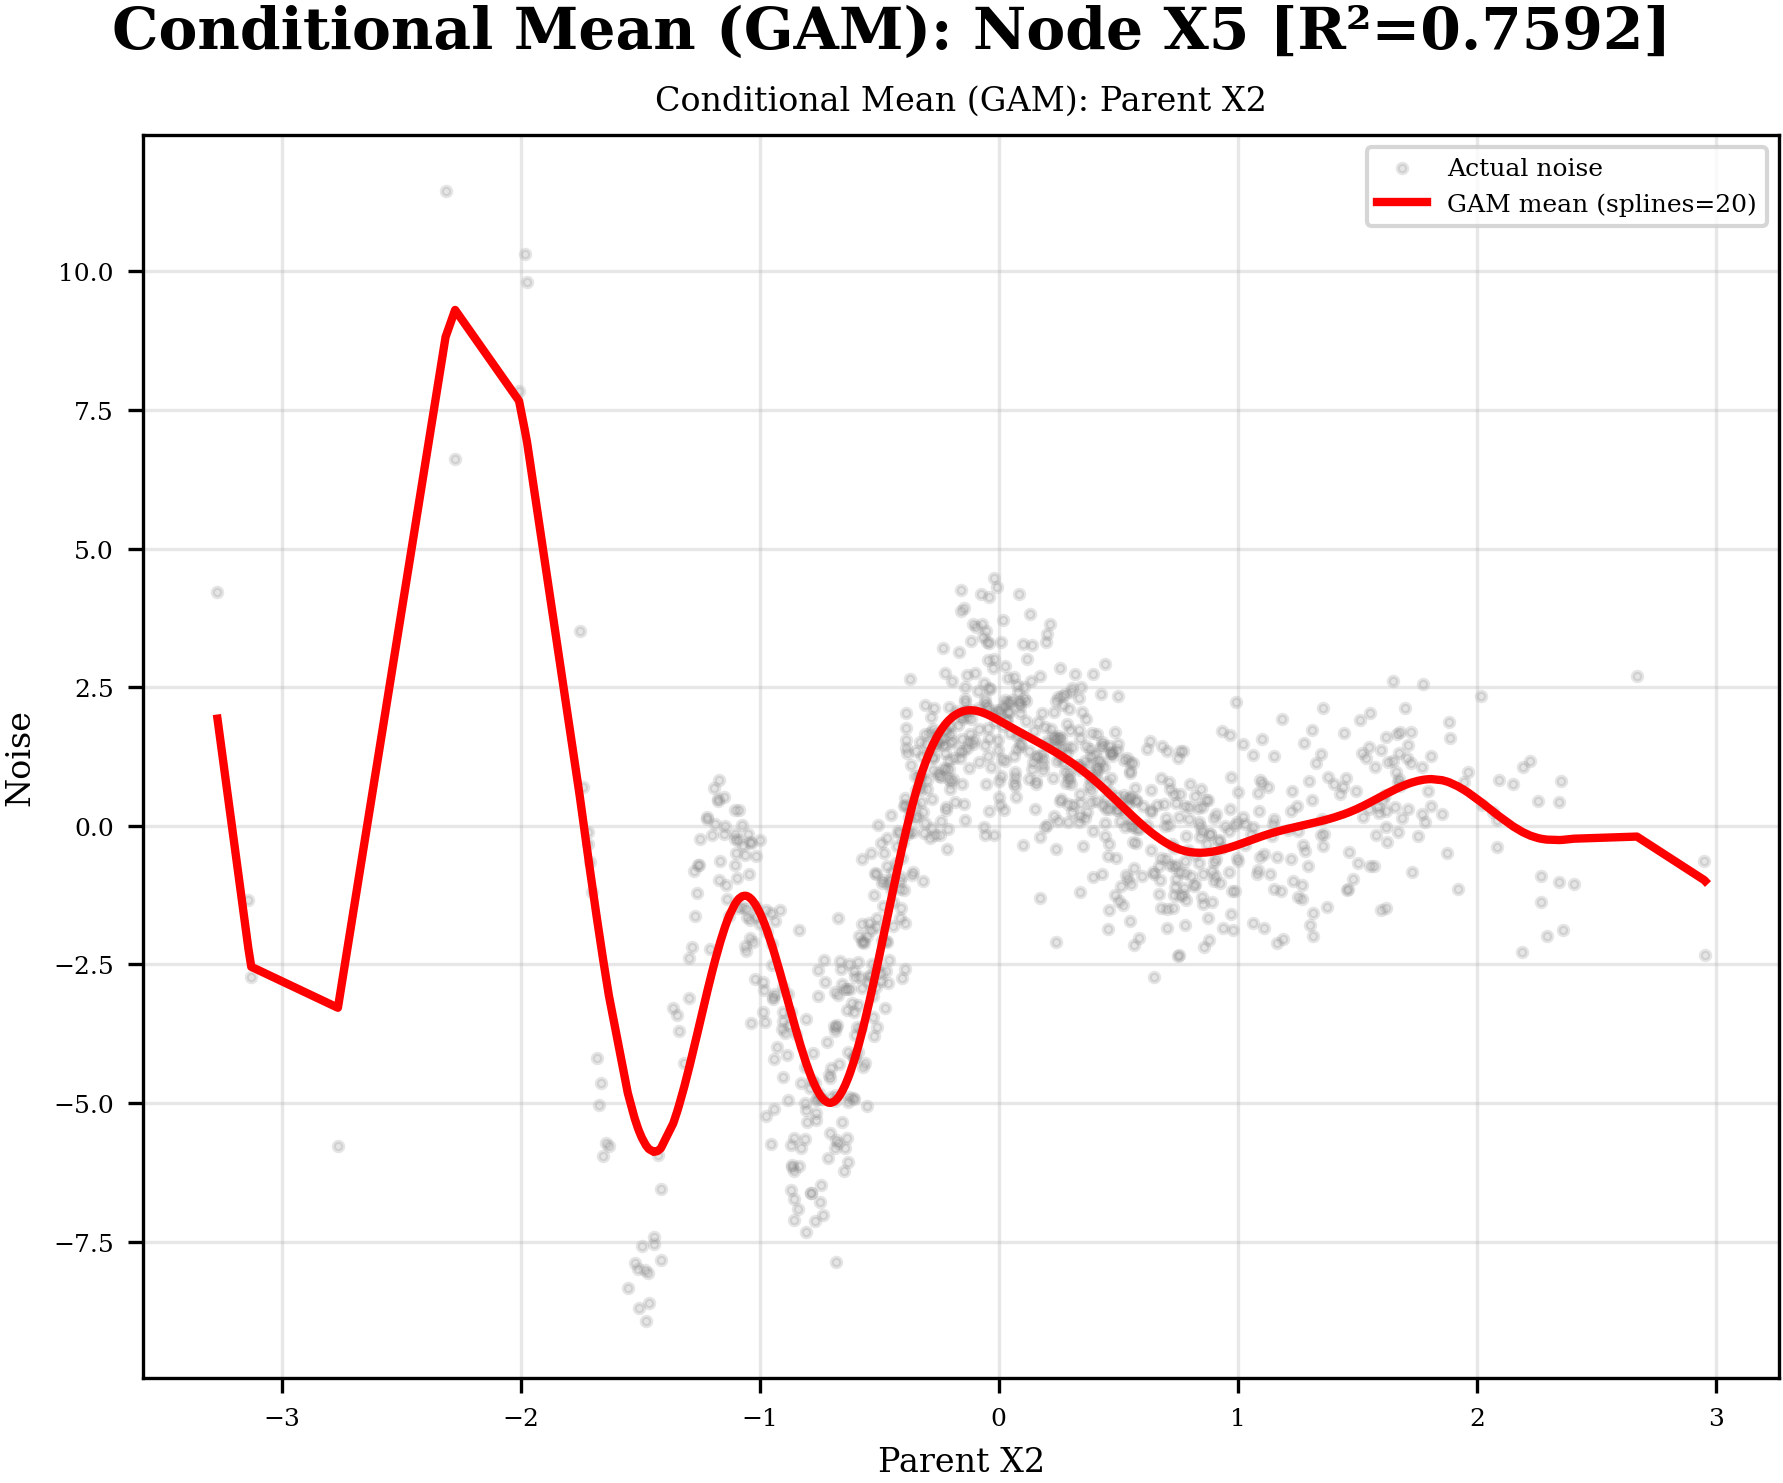 Conditional Mean (GAM): Node X5 [R²=0.7592]
Conditional Mean (GAM): Parent X2
Actual noise
GAM mean (splines=20)
10.0
7.5
5.0
2.5
0.0
−2.5
−5.0
−7.5
Noise
−3 −2 −1 0 1 2 3
Parent X2